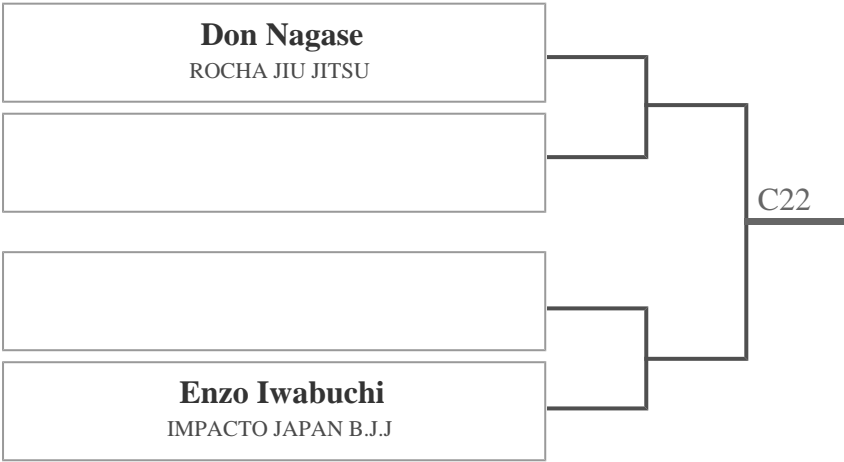 Don Nagase
ROCHA JIU JITSU
C22
Enzo Iwabuchi
IMPACTO JAPAN B.J.J